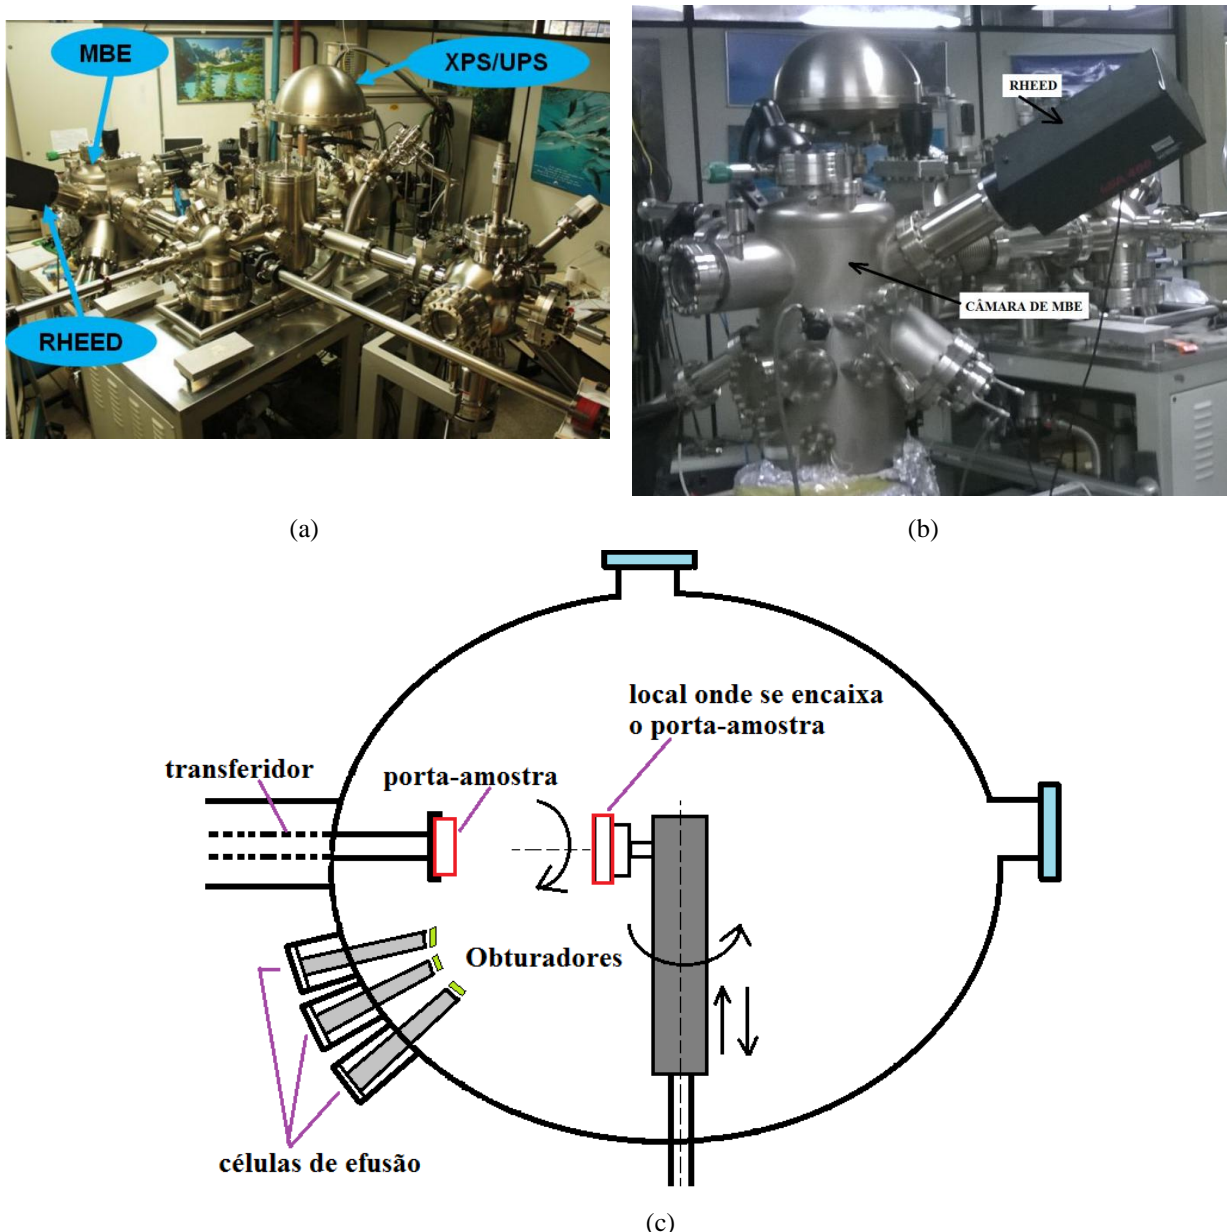 MBE
XPS/UPS
RHEED
RHEED
CÂMARA DE MBE
(a)
(b)
local onde se encaixa
o porta-amostra
transferidor
porta-amostra
Obturadores
células de efusão
(c)